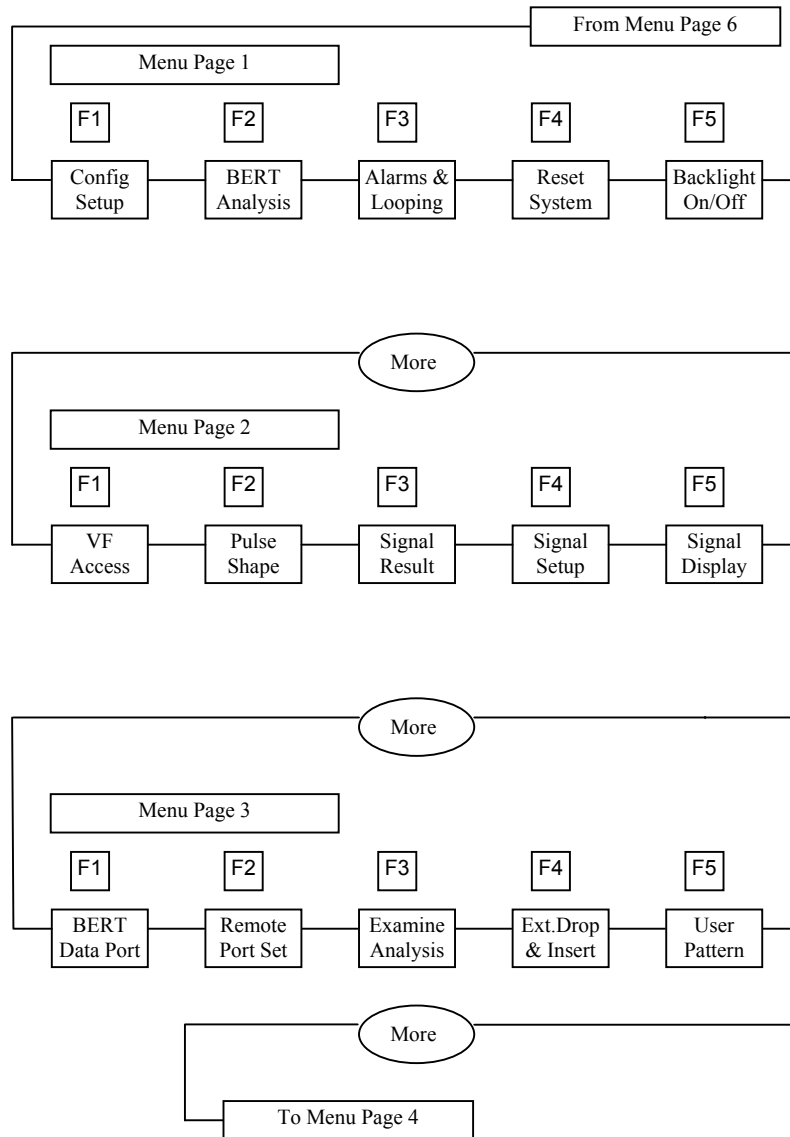 From Menu Page 6
Menu Page 1
F1 F2 F3 F4 F5
Config Setup
BERT Analysis
Alarms & Looping
Reset System
Backlight On/Off
More
Menu Page 2
F1 F2 F3 F4 F5
VF Access
Pulse Shape
Signal Result
Signal Setup
Signal Display
More
Menu Page 3
F1 F2 F3 F4 F5
BERT Data Port
Remote Port Set
Examine Analysis
Ext.Drop & Insert
User Pattern
More
To Menu Page 4